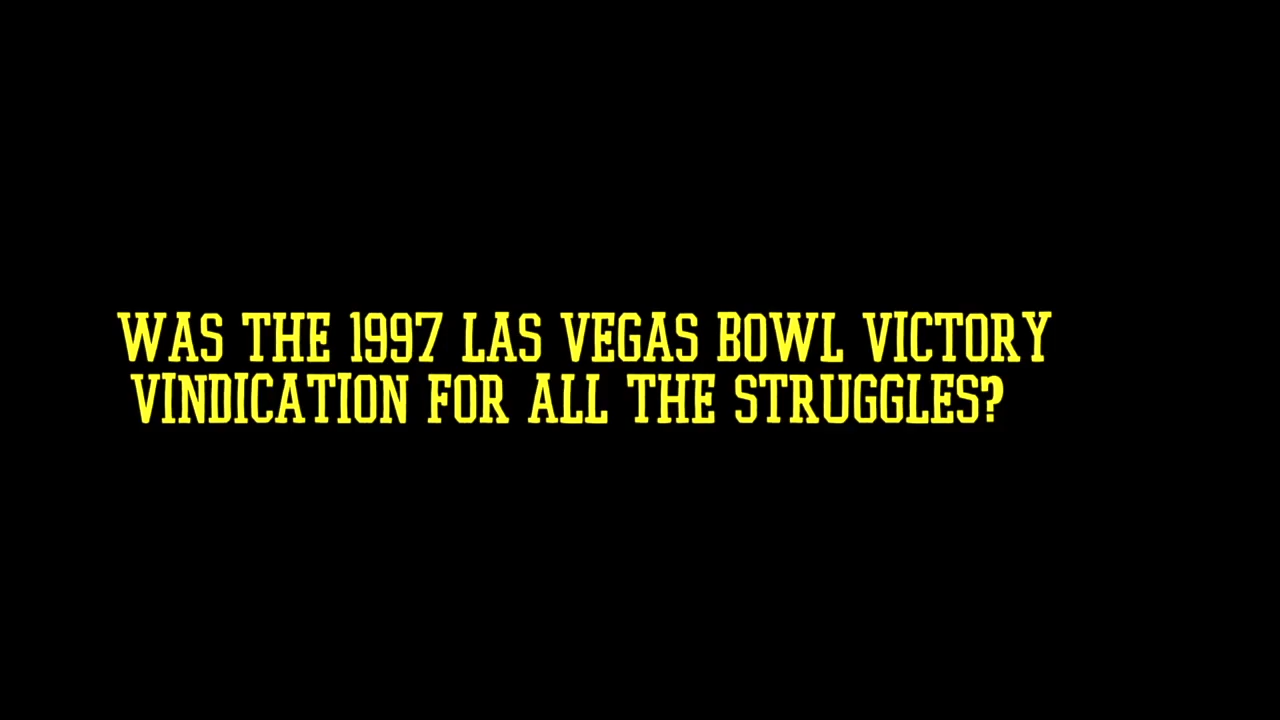 WAS THE 1997 LAS VEGAS BOWL VICTORY
VINDICATION FOR ALL THE STRUGGLES?